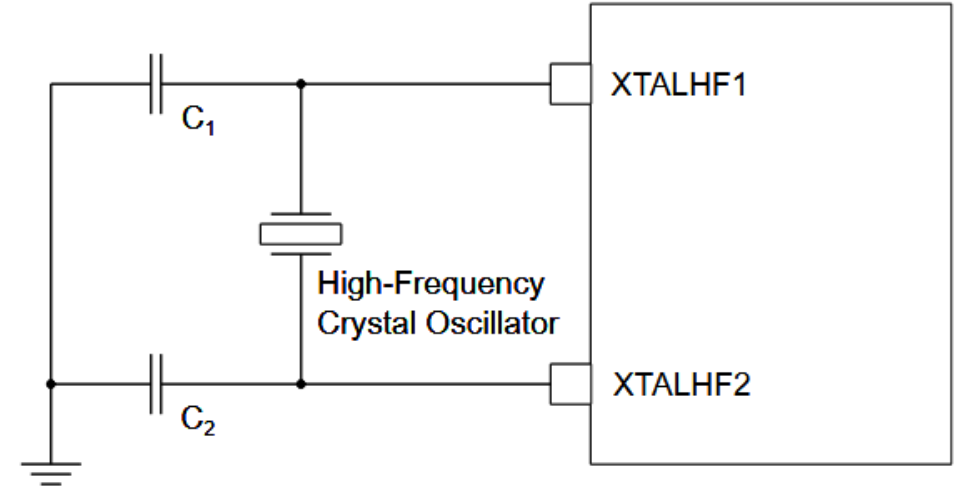 XTALHF1
C₁
High-Frequency
Crystal Oscillator
XTALHF2
C₂